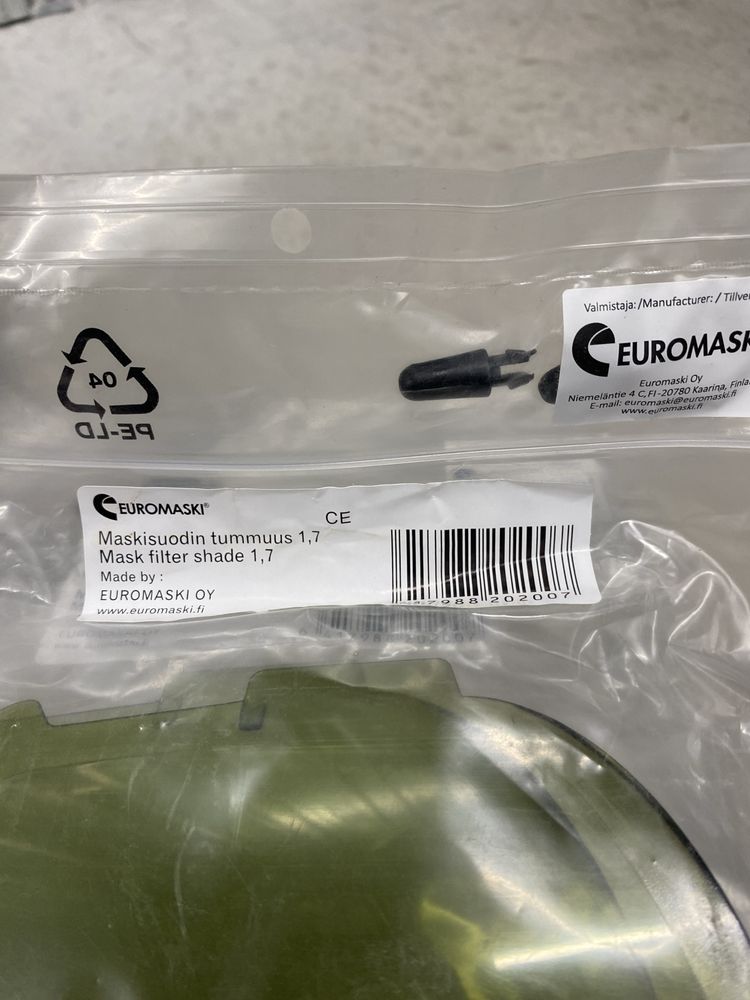 Valmistaja:/Manufacturer: /
EUROMASKI
Euromaski Oy
Niemeläntie 4 C, FI-20780 Kaarina,
E-mail: euromaski@euromaski.fi
www.euromaski.fi
04
PE-LD
EUROMASKI®
CE
Maskisuodin tummuus 1,7
Mask filter shade 1,7
Made by :
EUROMASKI OY
www.euromaski.fi
7988 202007